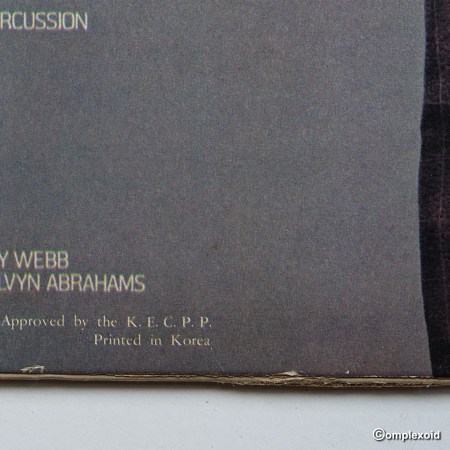 RCUSSION
Y WEBB
LVYN ABRAHAMS
Approved by the K. E. C. P. P.
Printed in Korea
©omplexoid